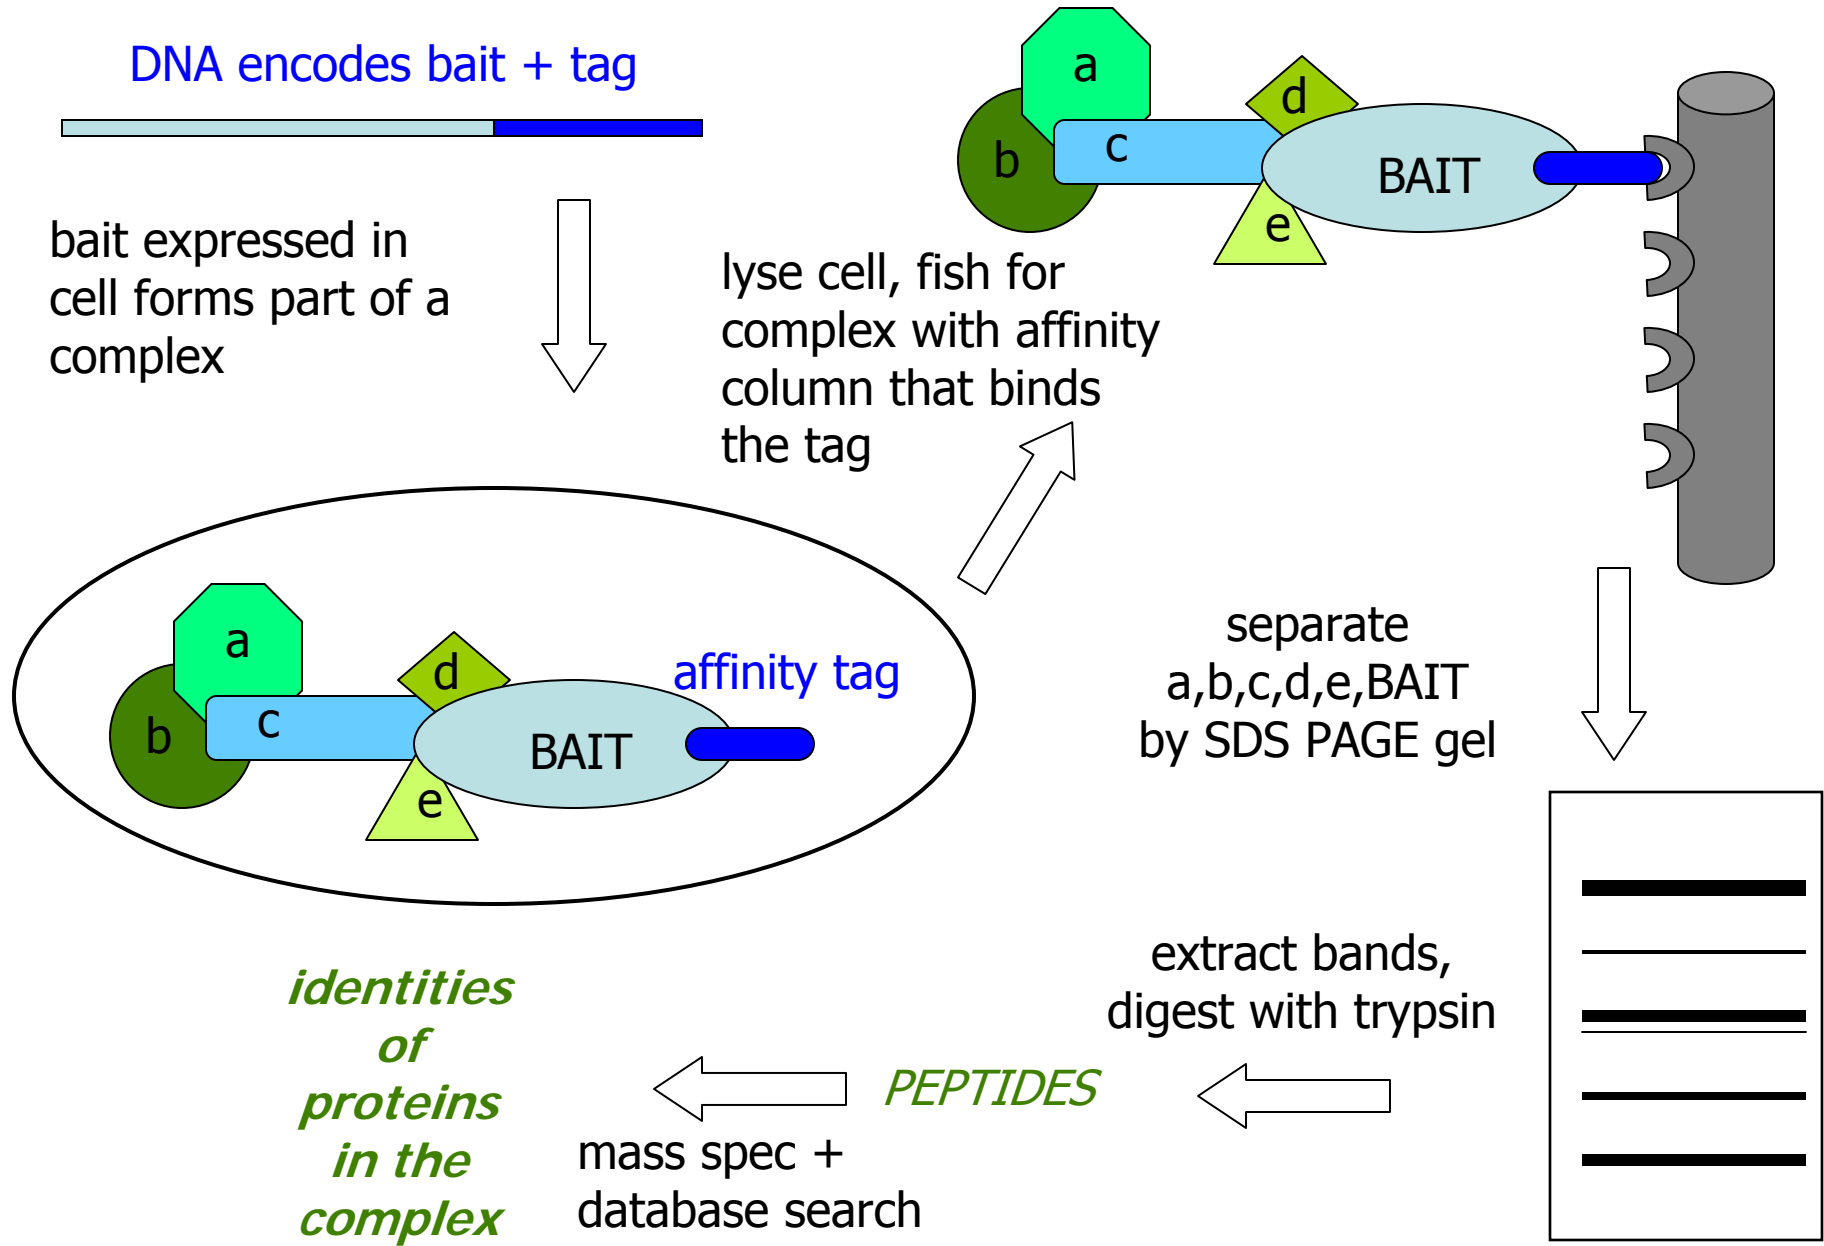 DNA encodes bait + tag
bait expressed in
cell forms part of a
complex
a
b
c
d
e
BAIT
affinity tag
lyse cell, fish for
complex with affinity
column that binds
the tag
a
b
c
d
e
BAIT
separate
a,b,c,d,e,BAIT
by SDS PAGE gel
extract bands,
digest with trypsin
PEPTIDES
mass spec +
database search
identities
of
proteins
in the
complex